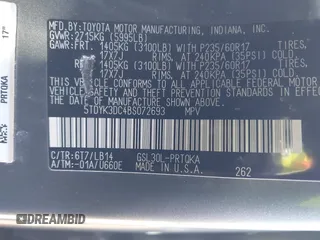 MFD.BY:TOYOTA MOTOR MANUFACTURING, INDIANA, INC.
GVWR:2715KG (5995LB)
GAWR:FRT. 1405KG (3100LB) WITH P235/60R17 TIRES.
17X7J RIMS, AT 240KPA (35PSI) COLD
RR. 1405KG (3100LB) WITH P235/60R17 TIRES.
17X7J RIMS, AT 240KPA (35PSI) COLD
THIS VEHICLE CONFORMS TO ALL APPLICABLE
FEDERAL MOTOR VEHICLE
SAFETY AND STANDARDS IN EFFECT ON
THE DATE OF MANUFACTURE SHOWN ABOVE.
5TDYK3DC4BS072693 MPV
C/TR:6T7/LB14 GSL30L-PRTQKA
A/TM:-01A/U660E MADE IN U.S.A.
262
17"
PRTQKA
© IDEAFAXBID